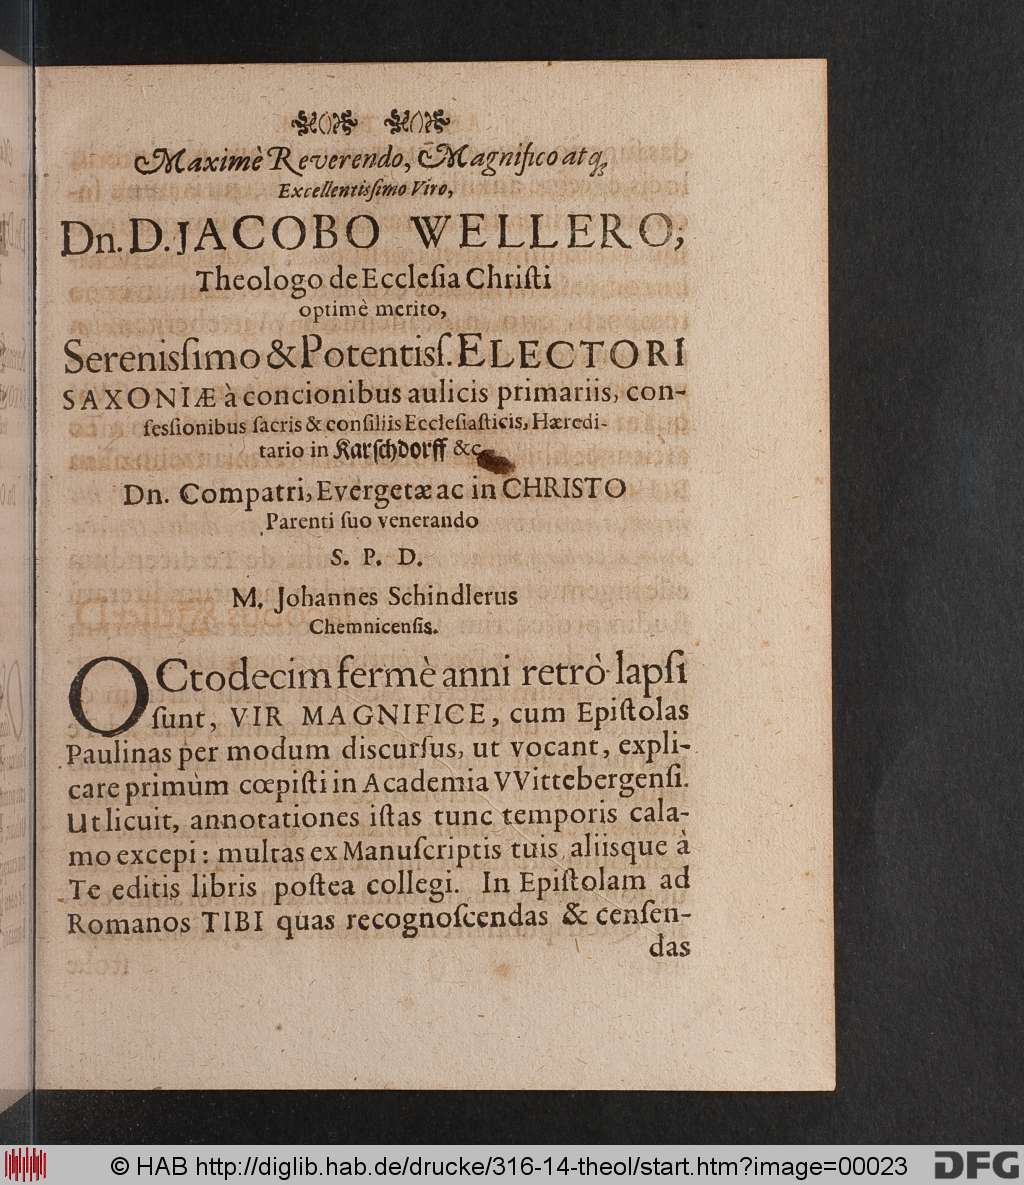 Maximè Reverendo, Magnifico atq́;
Excellentisſimo Viro,
Dn. D. JACOBO WELLERO,
Theologo de Ecclеſia Chriſti
optimè merito,
Serenisſimo & Potentisſ. ELECTORI
SAXONIÆ à concionibus aulicis primariis, con-
fesſionibus ſacris & conſiliis Eccleſiaſticis, Hæredi-
tario in Karſchdorff &c.
Dn. Compatri, Evergetæ ac in CHRISTO
Parenti ſuo venerando
S. P. D.
M. Johannes Schindlerus
Chemnicenſis.
OCtodecim fermè anni retrò lapſi
ſunt, VIR MAGNIFICE, cum Epiſtolas
Paulinas per modum discurſus, ut vocant, expli-
care primùm cœpiſti in Academia VVittebergenſi.
Ut licuit, annotationes iſtas tunc temporis cala-
mo excepi: multas ex Manuſcriptis tuis, aliisque à
Te editis libris poſtea collegi. In Epiſtolam ad
Romanos TIBI quas recognoſcendas & cenſen-
das
© HAB http://diglib.hab.de/drucke/316-14-theol/start.htm?image=00023
DFG